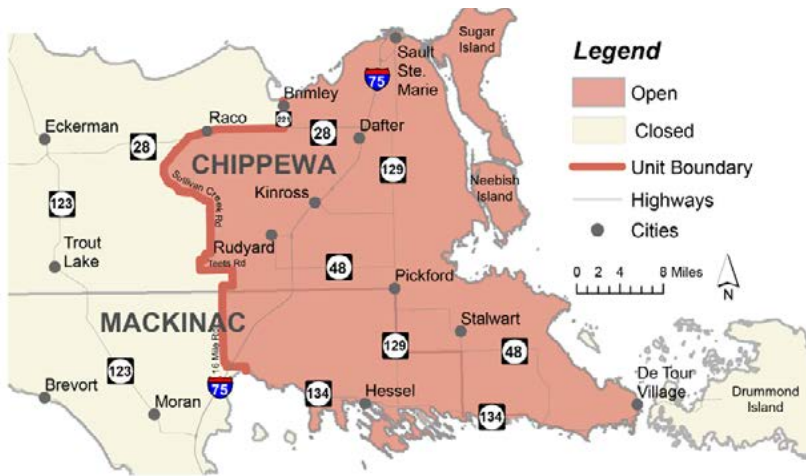 Sugar
Island
Legend
Sault
Ste.
Marie
75
Open
Brimley
221
Raco
Closed
Eckerman
28
28
Dafter
CHIPPEWA
129
Unit Boundary
Sullivan Creek Rd
Neebish
Island
123
Kinross
Highways
Cities
Trout
Lake
Rudyard
Teets Rd
48
0 2 4 8 Miles
N
Pickford
MACKINAC
16 Mile Rd
Stalwart
129
48
123
75
Brevort
Moran
134
Hessel
134
De Tour
Village
Drummond
Island